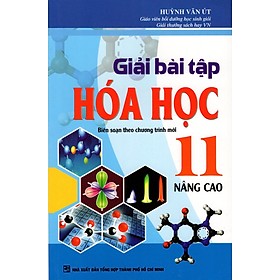 HUỲNH VĂN ÚT
Giáo viên bồi dưỡng học sinh giỏi
Giải thưởng sách hay VN
Giải bài tập
HÓA HỌC
Biên soạn theo chương trình mới
11
NÂNG CAO
NHÀ XUẤT BẢN TỔNG HỢP THÀNH PHỐ HỒ CHÍ MINH